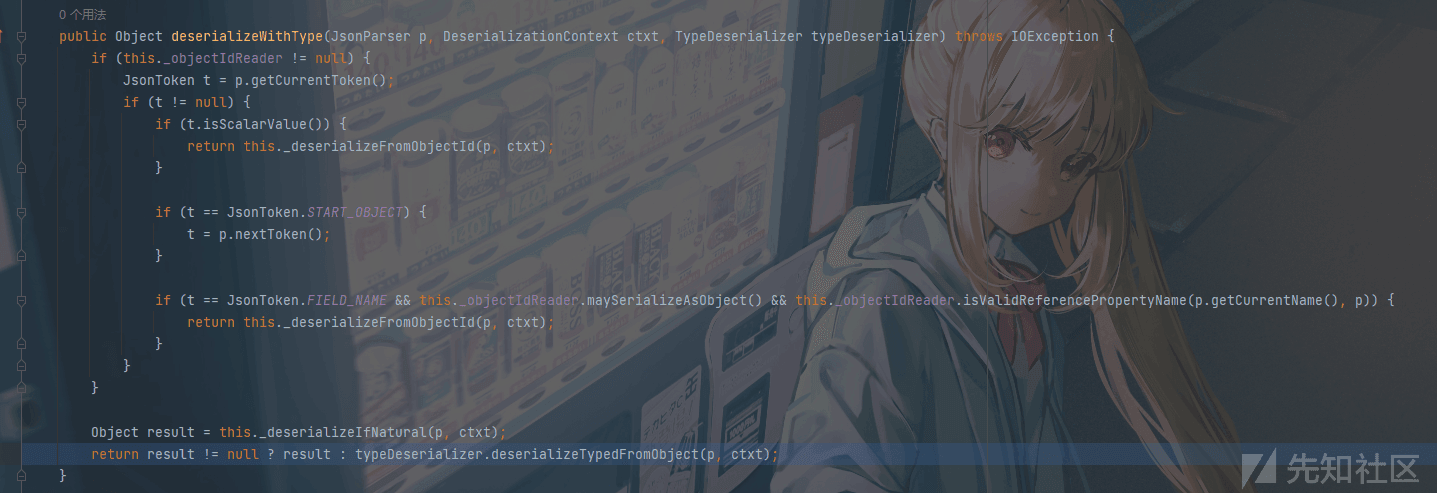 0 个用法
public Object deserializeWithType(JsonParser p, DeserializationContext ctxt, TypeDeserializer typeDeserializer) throws IOException {
if (this._objectIdReader != null) {
JsonToken t = p.getCurrentToken();
if (t != null) {
if (t.isScalarValue()) {
return this._deserializeFromObjectId(p, ctxt);
}
if (t == JsonToken.START_OBJECT) {
t = p.nextToken();
}
if (t == JsonToken.FIELD_NAME && this._objectIdReader.maySerializeAsObject() && this._objectIdReader.isValidReferencePropertyName(p.getCurrentName(), p)) {
return this._deserializeFromObjectId(p, ctxt);
}
}
}
Object result = this._deserializeIfNatural(p, ctxt);
return result != null ? result : typeDeserializer.deserializeTypedFromObject(p, ctxt);
}
先知社区